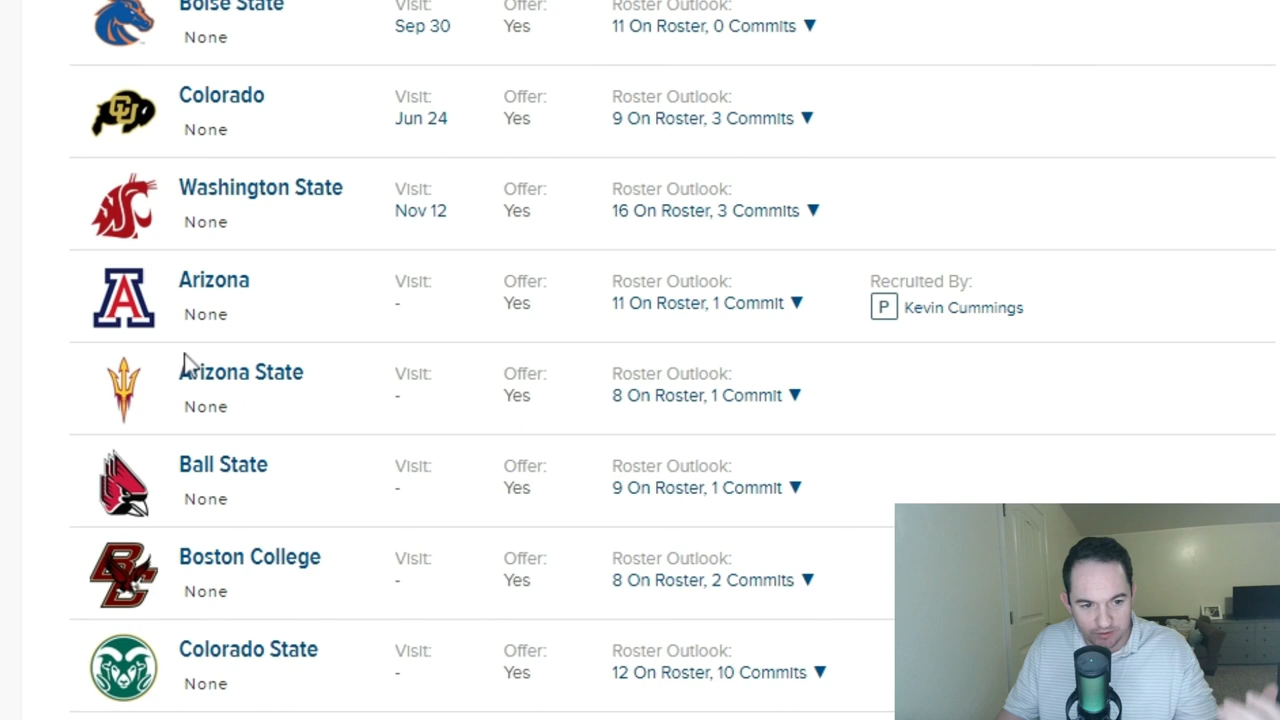 Boise State
None
Visit:
Sep 30
Offer:
Yes
Roster Outlook:
11 On Roster, 0 Commits ▼
Colorado
None
Visit:
Jun 24
Offer:
Yes
Roster Outlook:
9 On Roster, 3 Commits ▼
Washington State
None
Visit:
Nov 12
Offer:
Yes
Roster Outlook:
16 On Roster, 3 Commits ▼
Arizona
None
Visit:
-
Offer:
Yes
Roster Outlook:
11 On Roster, 1 Commit ▼
Recruited By:
P Kevin Cummings
Arizona State
None
Visit:
-
Offer:
Yes
Roster Outlook:
8 On Roster, 1 Commit ▼
Ball State
None
Visit:
-
Offer:
Yes
Roster Outlook:
9 On Roster, 1 Commit ▼
Boston College
None
Visit:
-
Offer:
Yes
Roster Outlook:
8 On Roster, 2 Commits ▼
Colorado State
None
Visit:
-
Offer:
Yes
Roster Outlook:
12 On Roster, 10 Commits ▼